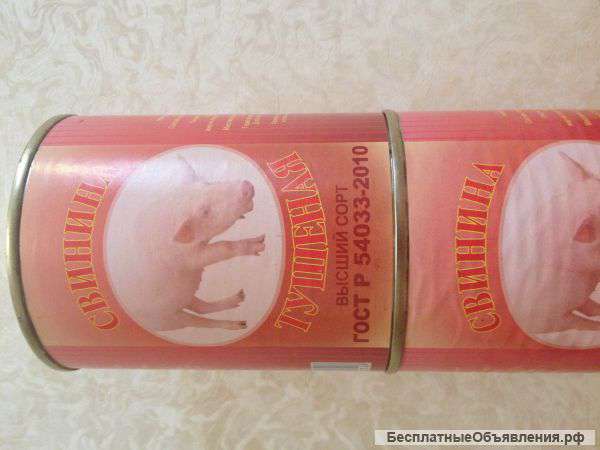 СВИНИНА
ТУШЕНАЯ
ВЫСШИЙ СОРТ
ГОСТ Р 54033-2010
СВИНИНА
БесплатныеОбъявления.рф